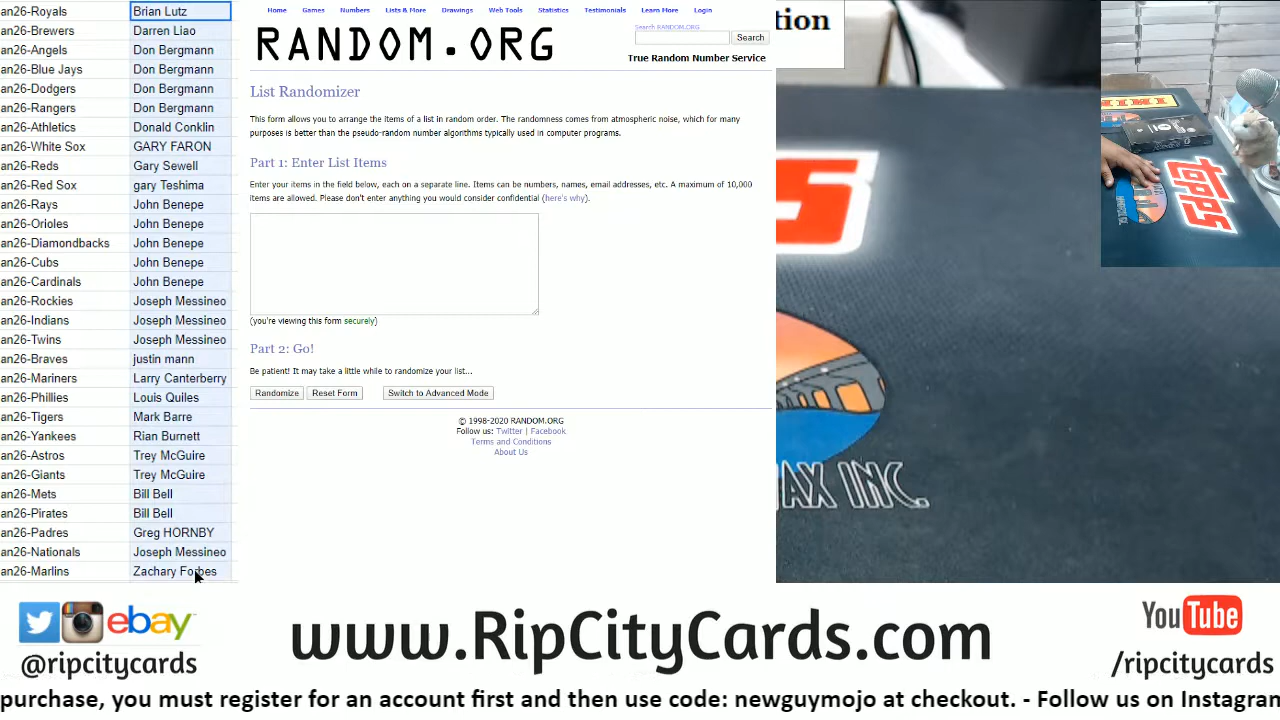 an26-Royals Brian Lutz
an26-Brewers Darren Liao
an26-Angels Don Bergmann
an26-Blue Jays Don Bergmann
an26-Dodgers Don Bergmann
an26-Rangers Don Bergmann
an26-Athletics Donald Conklin
an26-White Sox GARY FARON
an26-Reds Gary Sewell
an26-Red Sox gary Teshima
an26-Rays John Benepe
an26-Orioles John Benepe
an26-Diamondbacks John Benepe
an26-Cubs John Benepe
an26-Cardinals John Benepe
an26-Rockies Joseph Messineo
an26-Indians Joseph Messineo
an26-Twins Joseph Messineo
an26-Braves justin mann
an26-Mariners Larry Canterberry
an26-Phillies Louis Quiles
an26-Tigers Mark Barre
an26-Yankees Rian Burnett
an26-Astros Trey McGuire
an26-Giants Trey McGuire
an26-Mets Bill Bell
an26-Pirates Bill Bell
an26-Padres Greg HORNBY
an26-Nationals Joseph Messineo
an26-Marlins Zachary Forbes
Home Games Numbers Lists & More Drawings Web Tools Statistics Testimonials Learn More Login
RANDOM.ORG
Search RANDOM.ORG
Search
True Random Number Service
List Randomizer
This form allows you to arrange the items of a list in random order. The randomness comes from atmospheric noise, which for many
purposes is better than the pseudo-random number algorithms typically used in computer programs.
Part 1: Enter List Items
Enter your items in the field below, each on a separate line. Items can be numbers, names, email addresses, etc. A maximum of 10,000
items are allowed. Please don't enter anything you would consider confidential (here's why).
(you're viewing this form securely)
Part 2: Go!
Be patient! It may take a little while to randomize your list...
Randomize Reset Form Switch to Advanced Mode
© 1998-2020 RANDOM.ORG
Follow us: Twitter | Facebook
Terms and Conditions
About Us
tion
S
AX INC.
topps
ebay
@ripcitycards
www.RipCityCards.com
YouTube
/ripcitycards
purchase, you must register for an account first and then use code: newguymojo at checkout. - Follow us on Instagram